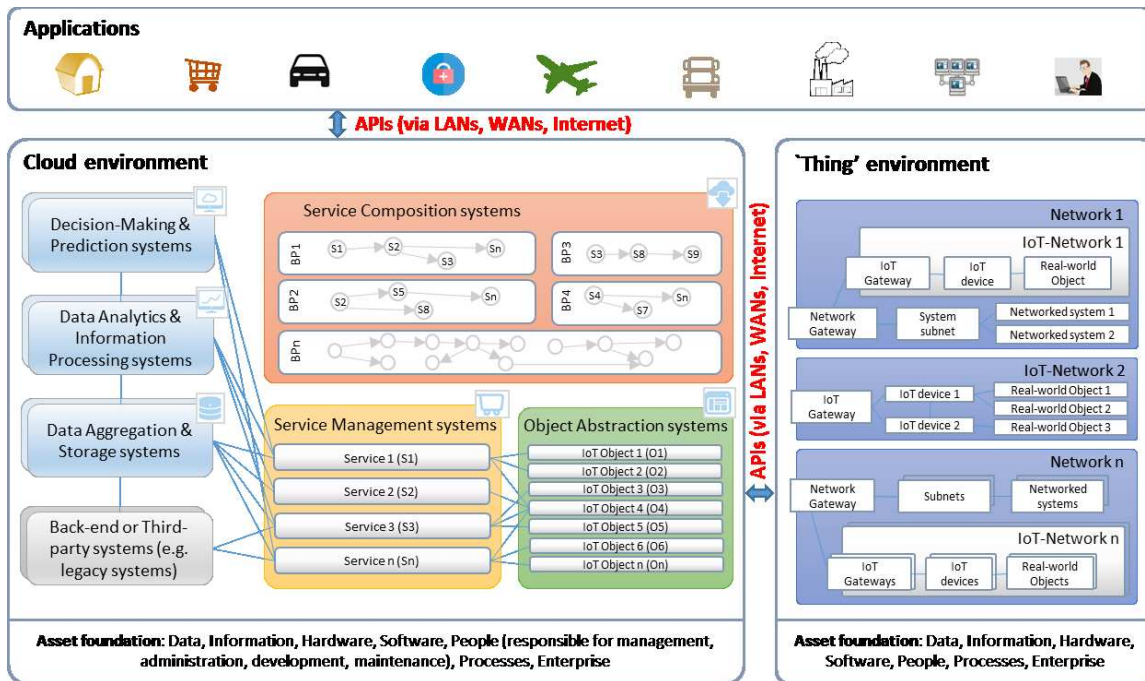 Applications
APIs (via LANs, WANs, Internet)
Cloud environment
Decision-Making &
Prediction systems
Data Analytics &
Information
Processing systems
Data Aggregation &
Storage systems
Back-end or Third-
party systems (e.g.
legacy systems)
Service Composition systems
BP1
S1
S2
S3
Sn
BP3
S3
S8
S9
BP2
S2
S5
S8
Sn
BP4
S4
S7
Sn
BPn
Service Management systems
Service 1 (S1)
Service 2 (S2)
Service 3 (S3)
Service n (Sn)
Object Abstraction systems
IoT Object 1 (O1)
IoT Object 2 (O2)
IoT Object 3 (O3)
IoT Object 4 (O4)
IoT Object 5 (O5)
IoT Object 6 (O6)
IoT Object n (On)
Asset foundation: Data, Information, Hardware, Software, People (responsible for management,
administration, development, maintenance), Processes, Enterprise
APIs (via LANs, WANs, Internet)
`Thing' environment
Network 1
IoT-Network 1
IoT
Gateway
IoT
device
Real-world
Object
Network
Gateway
System
subnet
Networked system 1
Networked system 2
IoT-Network 2
IoT
Gateway
IoT device 1
IoT device 2
Real-world Object 1
Real-world Object 2
Real-world Object 3
Network n
Network
Gateway
Subnets
Networked
systems
IoT-Network n
IoT
Gateways
IoT
devices
Real-world
Objects
Asset foundation: Data, Information, Hardware,
Software, People, Processes, Enterprise